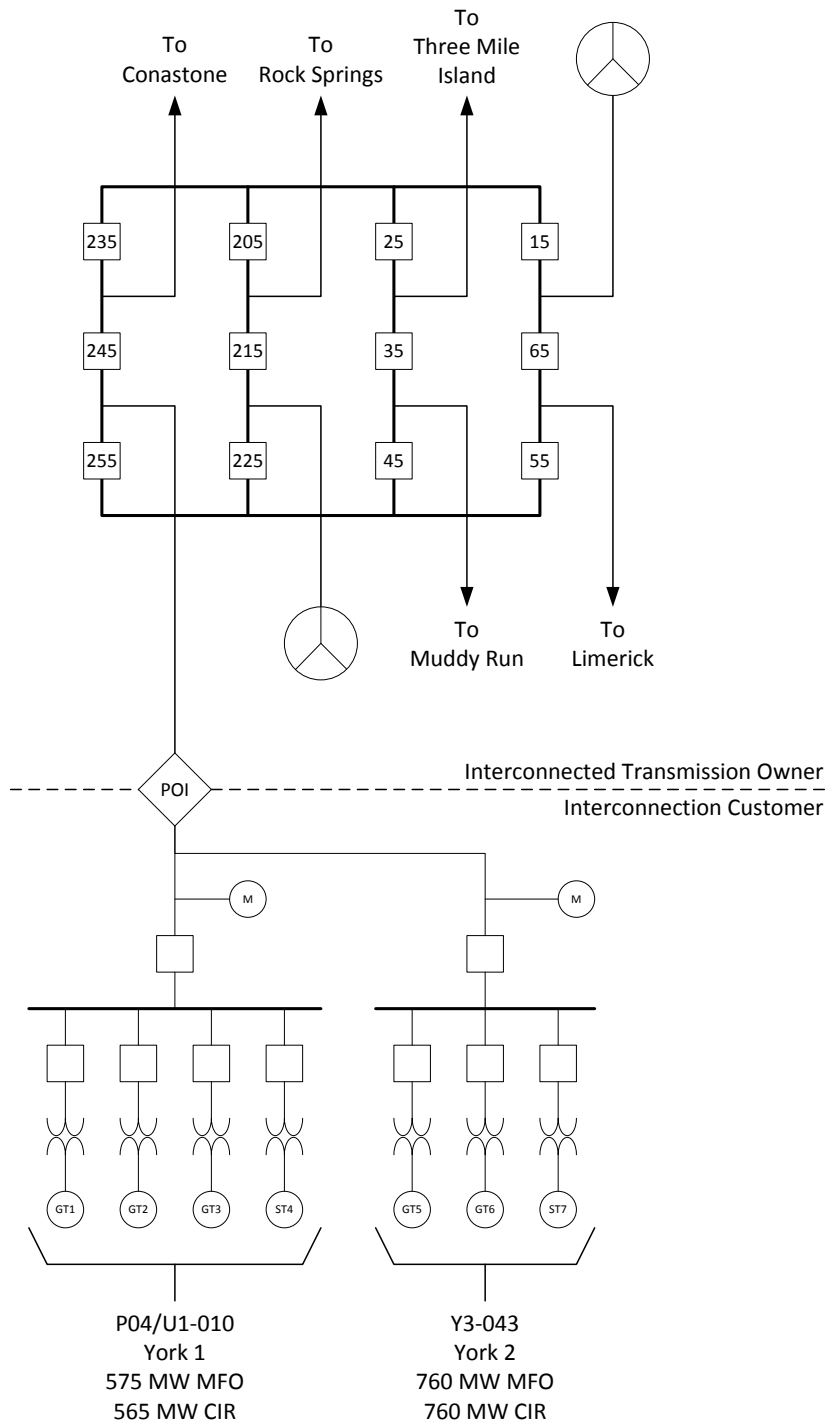 To
Conastone
To
Rock Springs
To
Three Mile
Island
235
205
25
15
245
215
35
65
255
225
45
55
To
Muddy Run
To
Limerick
POI
Interconnected Transmission Owner
Interconnection Customer
M
M
GT1
GT2
GT3
ST4
GT5
GT6
ST7
P04/U1-010
York 1
575 MW MFO
565 MW CIR
Y3-043
York 2
760 MW MFO
760 MW CIR